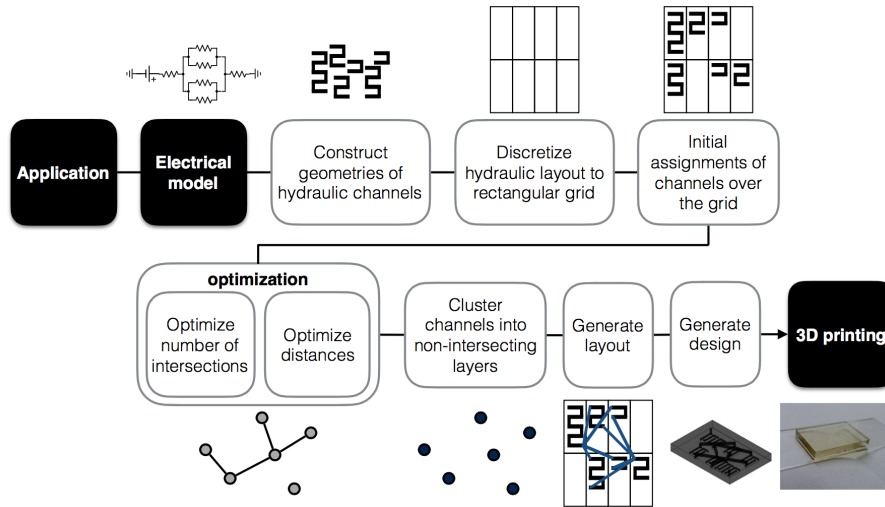 Application
Electrical
model
Construct
geometries of
hydraulic channels
Discretize
hydraulic layout to
rectangular grid
Initial
assignments of
channels over
the grid
optimization
Optimize
number of
intersections
Optimize
distances
Cluster
channels into
non-intersecting
layers
Generate
layout
Generate
design
3D printing